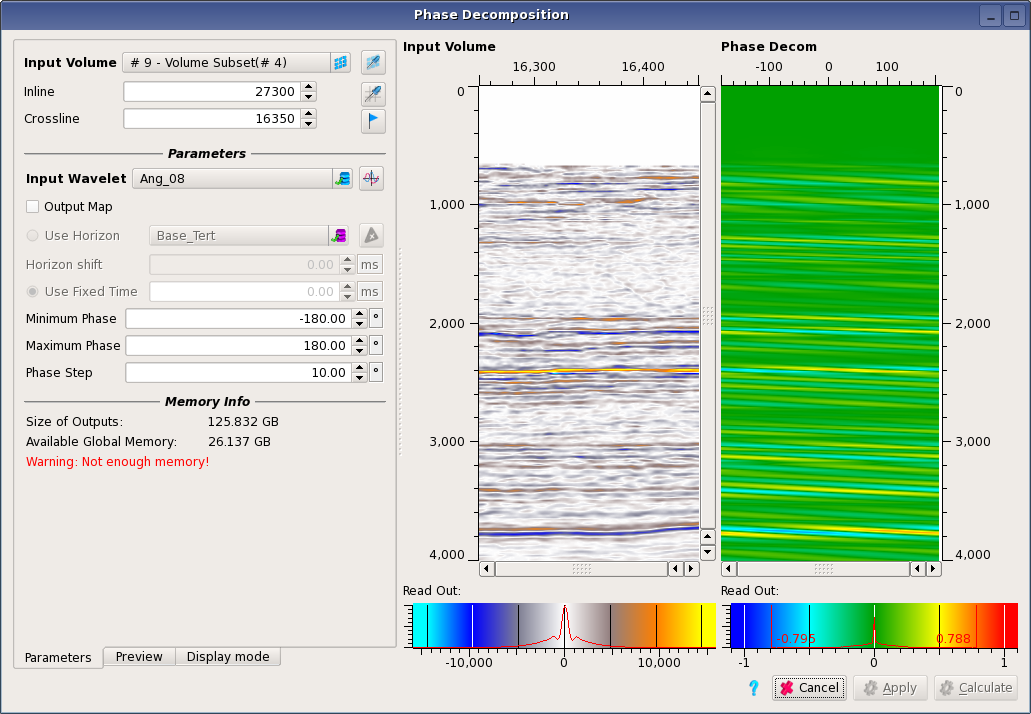 Phase Decomposition
Input Volume # 9 - Volume Subset(# 4)
Inline 27300
Crossline 16350
Parameters
Input Wavelet Ang_08
Output Map
Use Horizon Base_Tert
Horizon shift 0.00 ms
Use Fixed Time 0.00 ms
Minimum Phase -180.00 °
Maximum Phase 180.00 °
Phase Step 10.00 °
Memory Info
Size of Outputs: 125.832 GB
Available Global Memory: 26.137 GB
Warning: Not enough memory!
Parameters Preview Display mode
Input Volume
16,300 16,400
0
1,000
2,000
3,000
4,000
Read Out:
-10,000 0 10,000
Phase Decom
-100 0 100
0
1,000
2,000
3,000
4,000
Read Out:
-0.795 0.788
-1 0 1
? Cancel Apply Calculate